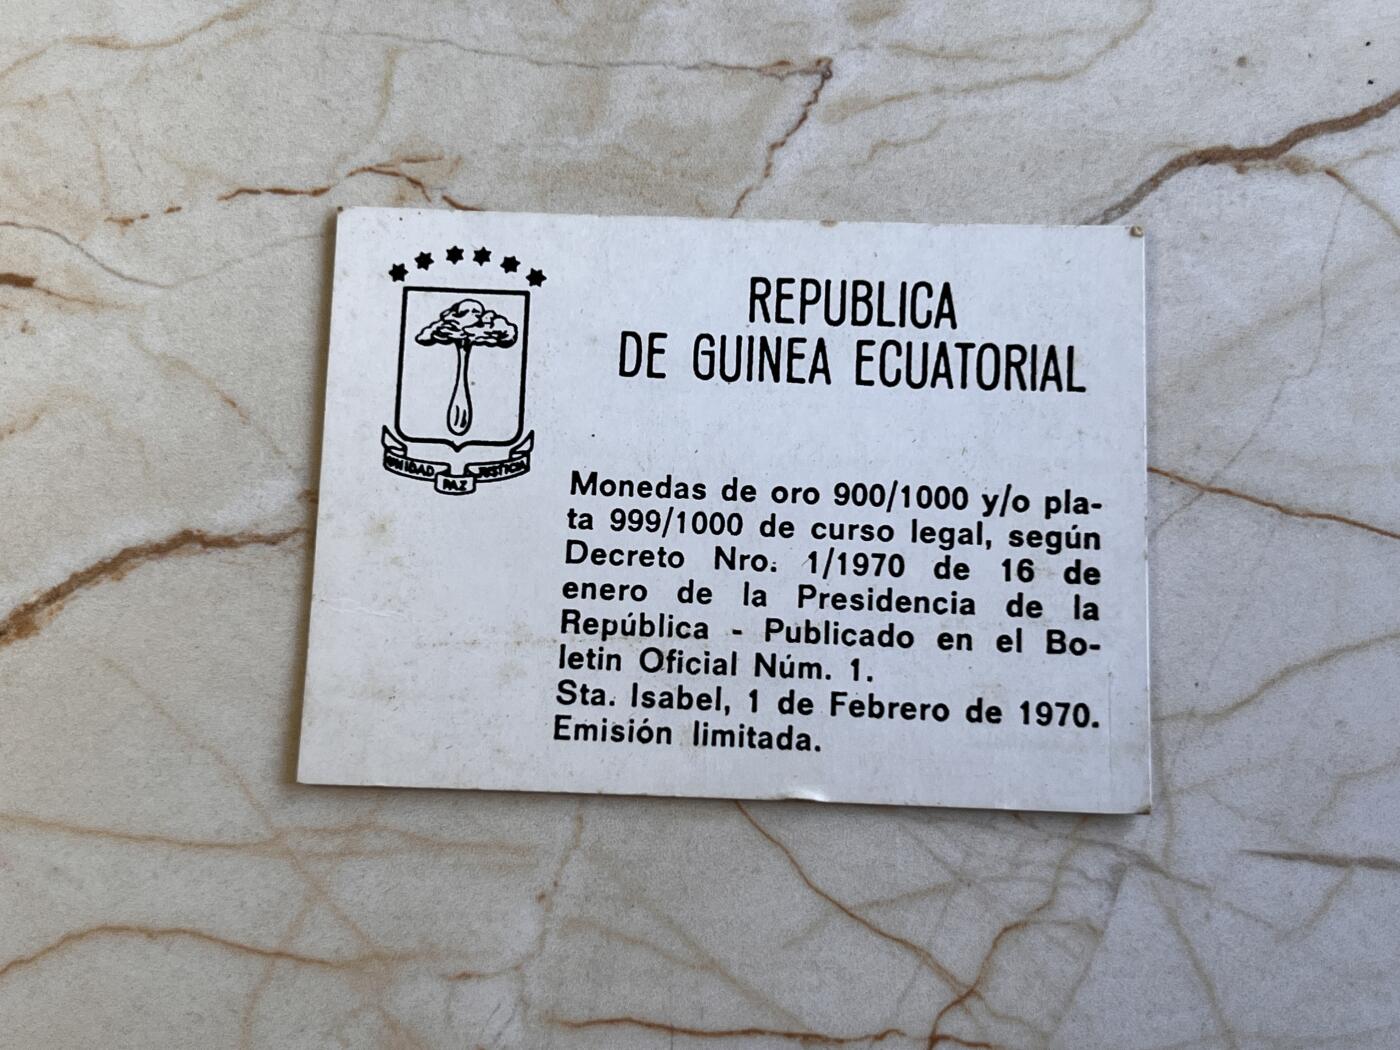 REPUBLICA
DE GUINEA ECUATORIAL
UNIDAD PAZ JUSTICIA
Monedas de oro 900/1000 y/o pla-
ta 999/1000 de curso legal, según
Decreto Nro. 1/1970 de 16 de
enero de la Presidencia de la
República - Publicado en el Bo-
letin Oficial Núm. 1.
Sta. Isabel, 1 de Febrero de 1970.
Emisión limitada.